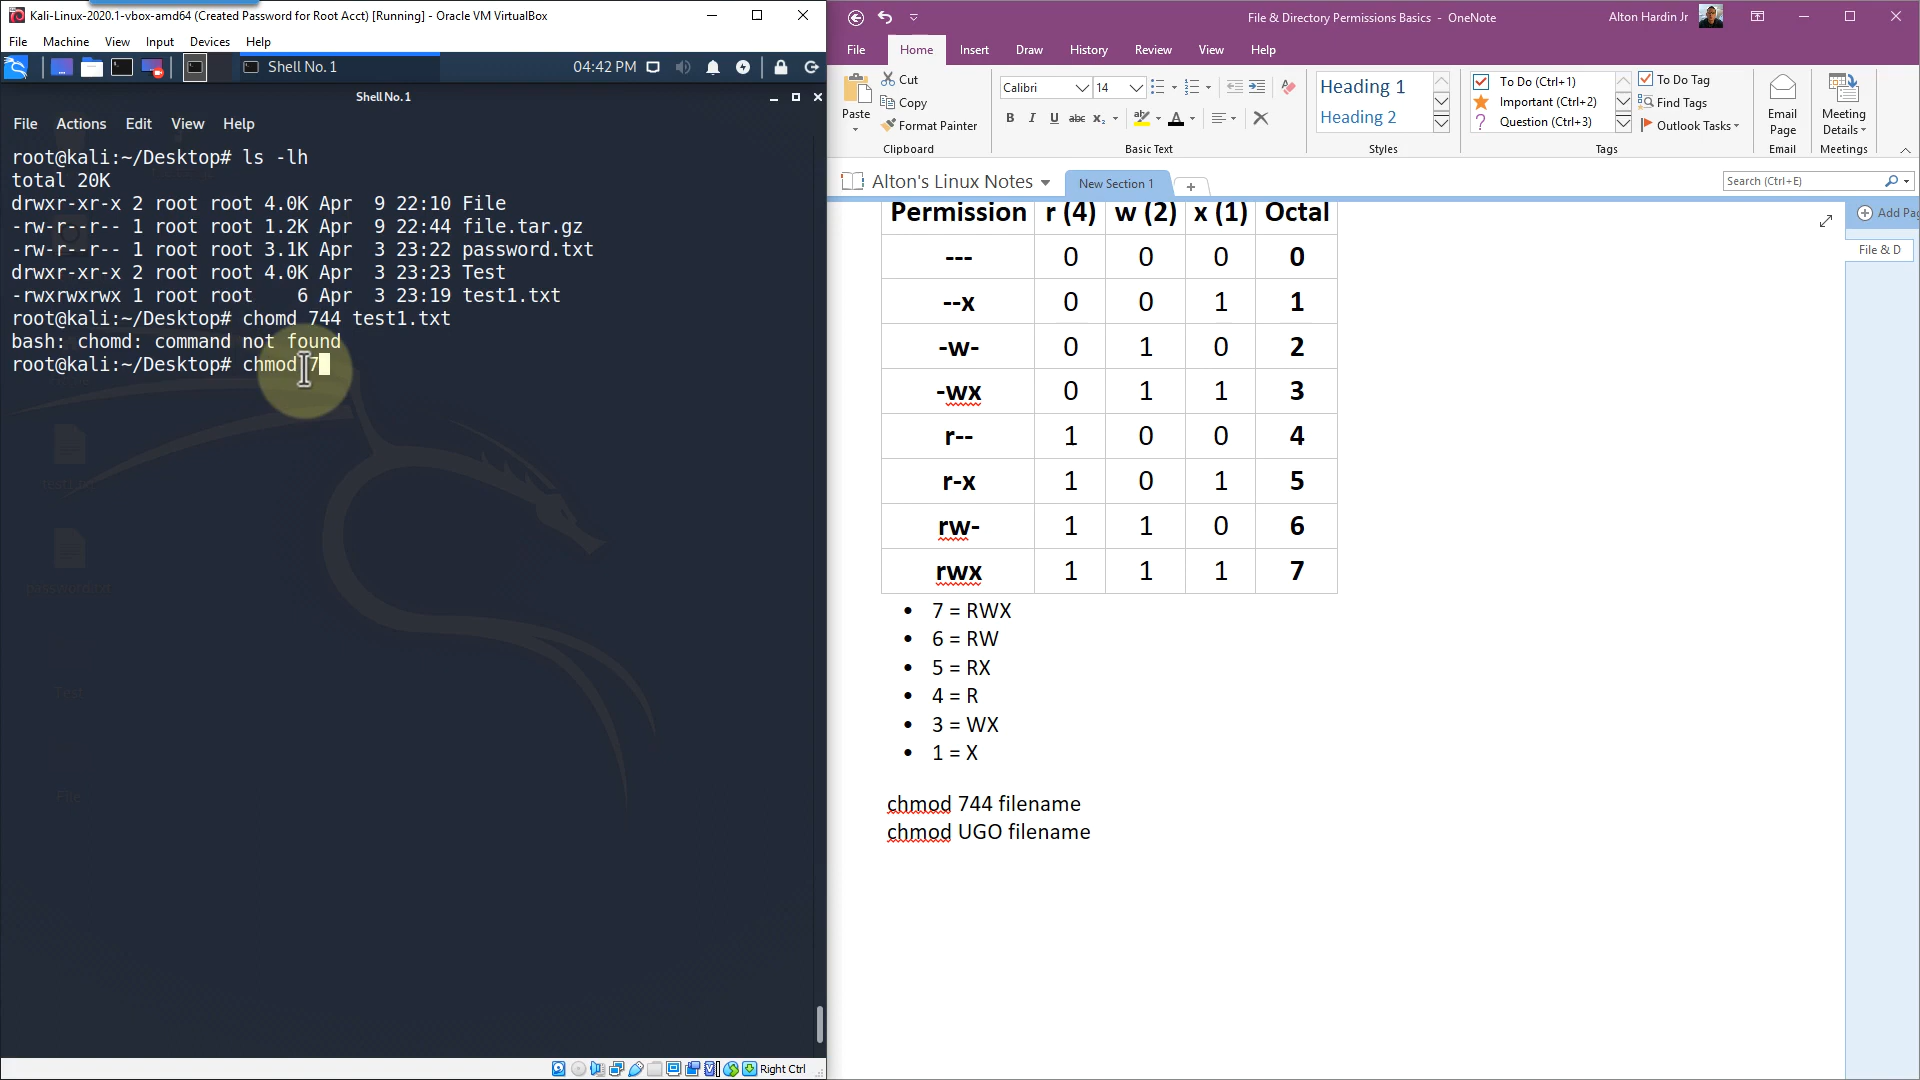 Kali-Linux-2020.1-vbox-amd64 (Created Password for Root Acct) [Running] - Oracle VM VirtualBox
File Machine View Input Devices Help
Shell No. 1
04:42 PM
Shell No. 1
File Actions Edit View Help
root@kali:~/Desktop# ls -lh
total 20K
drwxr-xr-x 2 root root 4.0K Apr  9 22:10 File
-rw-r--r-- 1 root root 1.2K Apr  9 22:44 file.tar.gz
-rw-r--r-- 1 root root 3.1K Apr  3 23:22 password.txt
drwxr-xr-x 2 root root 4.0K Apr  3 23:23 Test
-rwxrwxrwx 1 root root    6 Apr  3 23:19 test1.txt
root@kali:~/Desktop# chomd 744 test1.txt
bash: chomd: command not found
root@kali:~/Desktop# chmod 7
password.txt
Test
File
Right Ctrl
File & Directory Permissions Basics - OneNote
Alton Hardin Jr
File Home Insert Draw History Review View Help
Paste
Cut
Copy
Format Painter
Clipboard
Calibri 14
B I U abc x₂ ab A
Basic Text
Heading 1
Heading 2
Styles
To Do (Ctrl+1)
Important (Ctrl+2)
Question (Ctrl+3)
To Do Tag
Find Tags
Outlook Tasks
Tags
Email Page
Email
Meeting Details
Meetings
Alton's Linux Notes
New Section 1
Search (Ctrl+E)
Add Pag
File & D
Permission r (4) w (2) x (1) Octal
--- 0 0 0 0
--x 0 0 1 1
-w- 0 1 0 2
-wx 0 1 1 3
r-- 1 0 0 4
r-x 1 0 1 5
rw- 1 1 0 6
rwx 1 1 1 7
• 7 = RWX
• 6 = RW
• 5 = RX
• 4 = R
• 3 = WX
• 1 = X
chmod 744 filename
chmod UGO filename